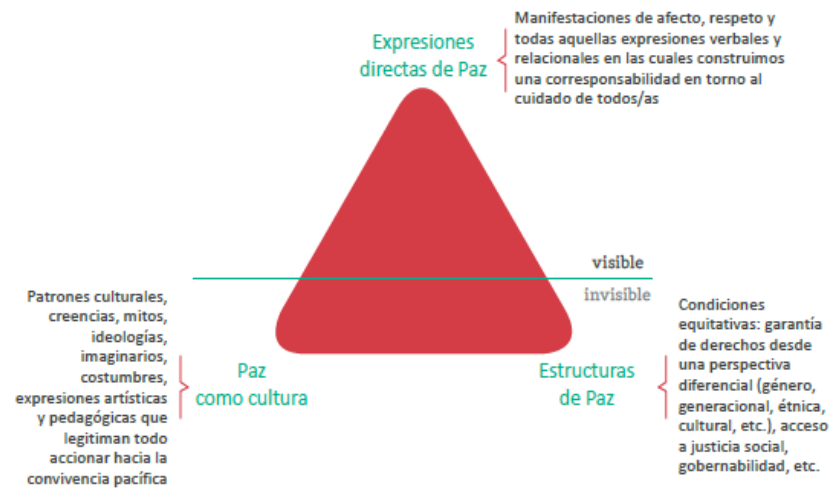 Expresiones
directas de Paz
Manifestaciones de afecto, respeto y
todas aquellas expresiones verbales y
relacionales en las cuales construimos
una corresponsabilidad en torno al
cuidado de todos/as
visible
invisible
Patrones culturales,
creencias, mitos,
ideologías,
imaginarios,
costumbres,
expresiones artísticas
y pedagógicas que
legitiman todo
accionar hacia la
convivencia pacífica
Paz
como cultura
Estructuras
de Paz
Condiciones
equitativas: garantía
de derechos desde
una perspectiva
diferencial (género,
generacional, étnica,
cultural, etc.), acceso
a justicia social,
gobernabilidad, etc.